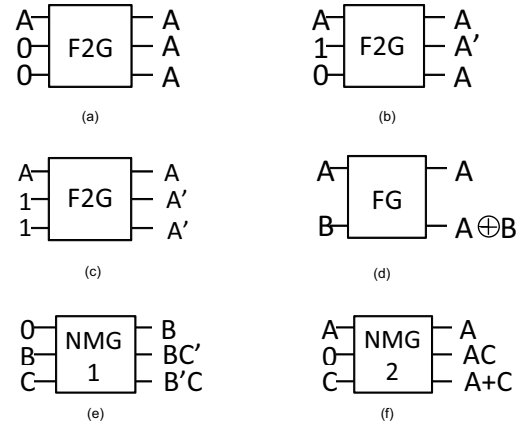 A F2G A
0 A
0 A
(a)
A F2G A
1 A'
0 A
(b)
A F2G A
1 A'
1 A'
(c)
A FG A
B A⊕B
(d)
0 NMG B
B 1 BC'
C B'C
(e)
A NMG A
0 2 AC
C A+C
(f)